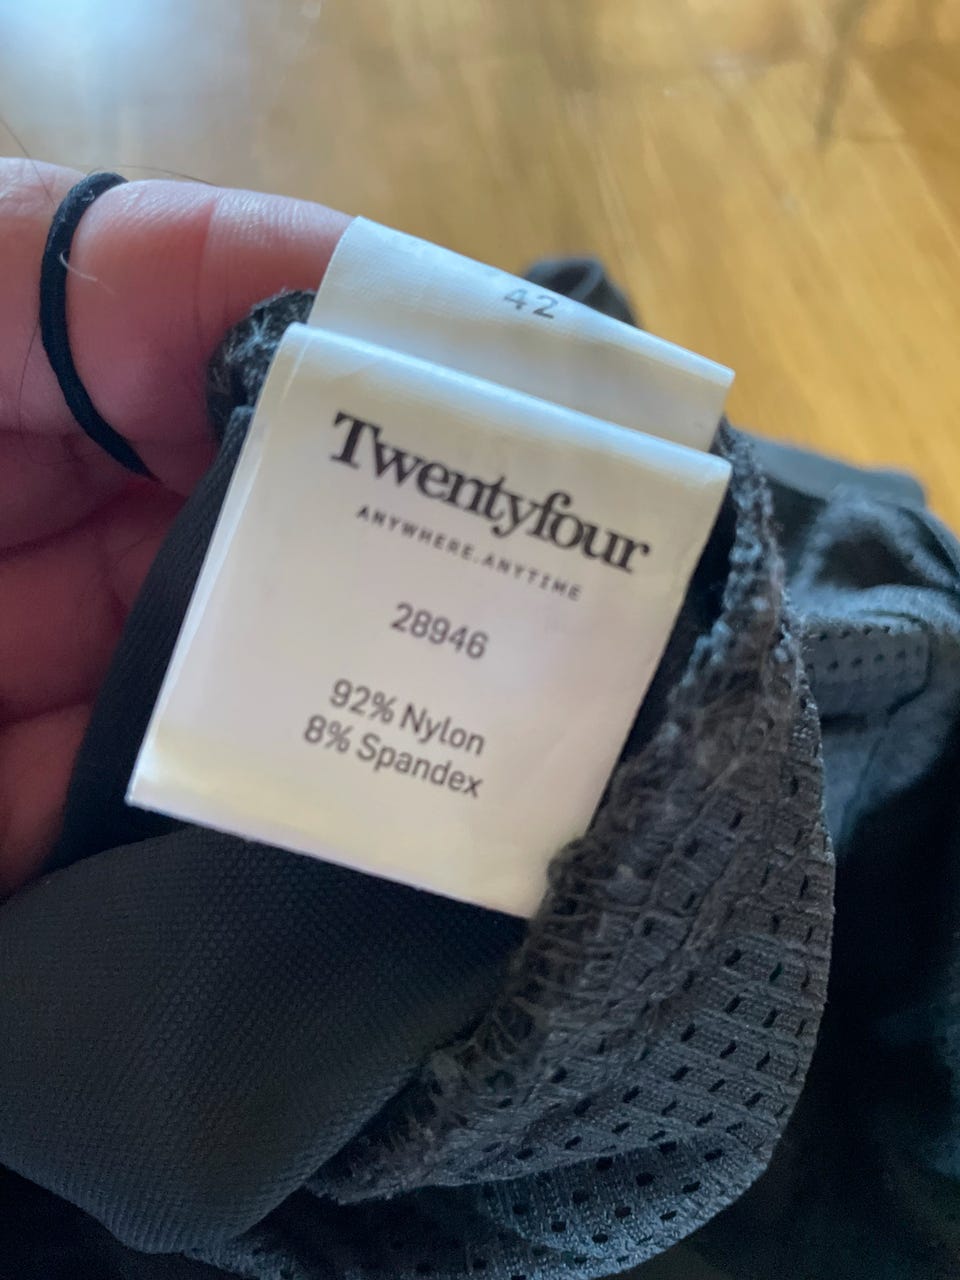 42
Twentyfour
ANYWHERE.ANYTIME
28946
92% Nylon
8% Spandex